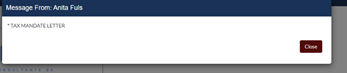 Message From: Anita Fuls
* TAX MANDATE LETTER
Close